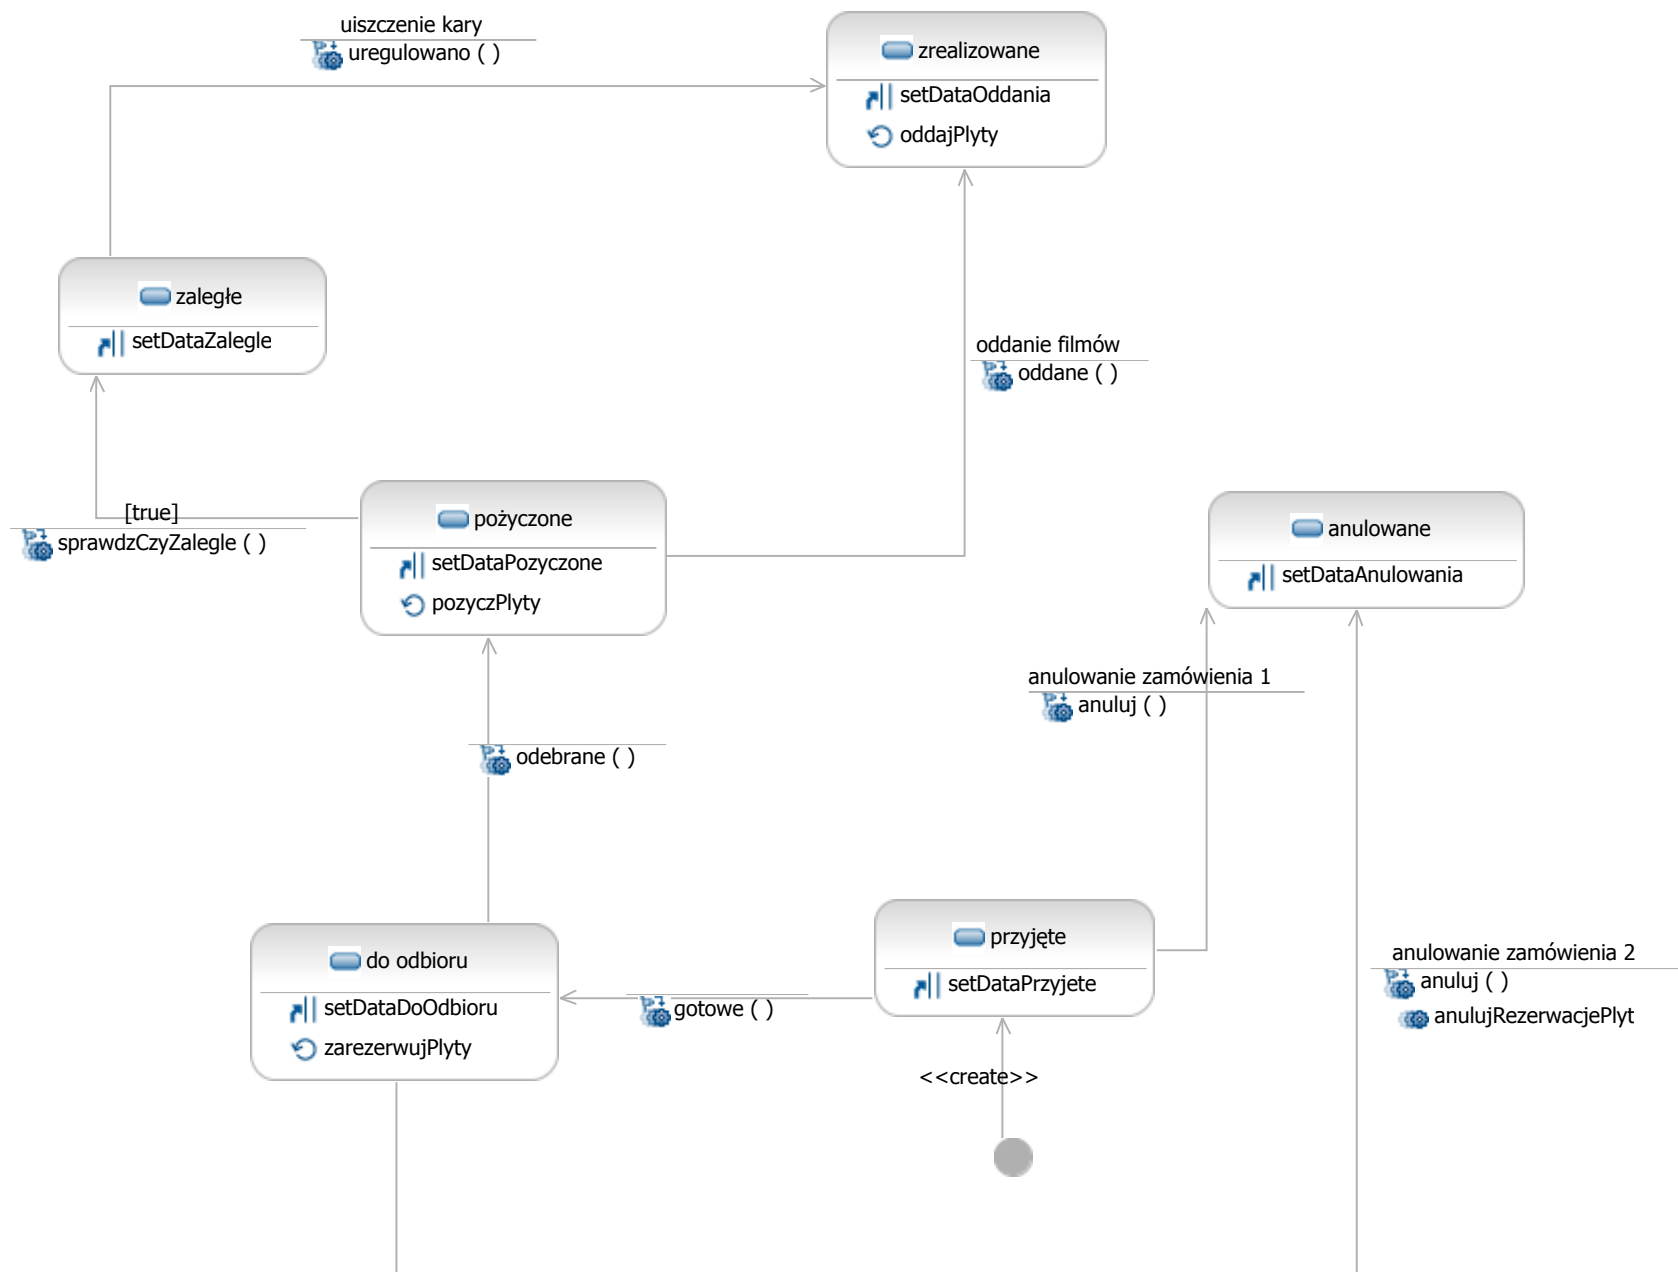 uiszczenie kary
uregulowano ( )
zrealizowane
setDataOddania
oddajPlyty
zaległe
setDataZalegle
oddanie filmów
oddane ( )
[true]
sprawdzCzyZalegle ( )
pożyczone
setDataPozyczone
pozyczPlyty
anulowane
setDataAnulowania
anulowanie zamówienia 1
anuluj ( )
odebrane ( )
do odbioru
setDataDoOdbioru
zarezerwujPlyty
gotowe ( )
przyjęte
setDataPrzyjete
<<create>>
anulowanie zamówienia 2
anuluj ( )
anulujRezerwacjePlyt